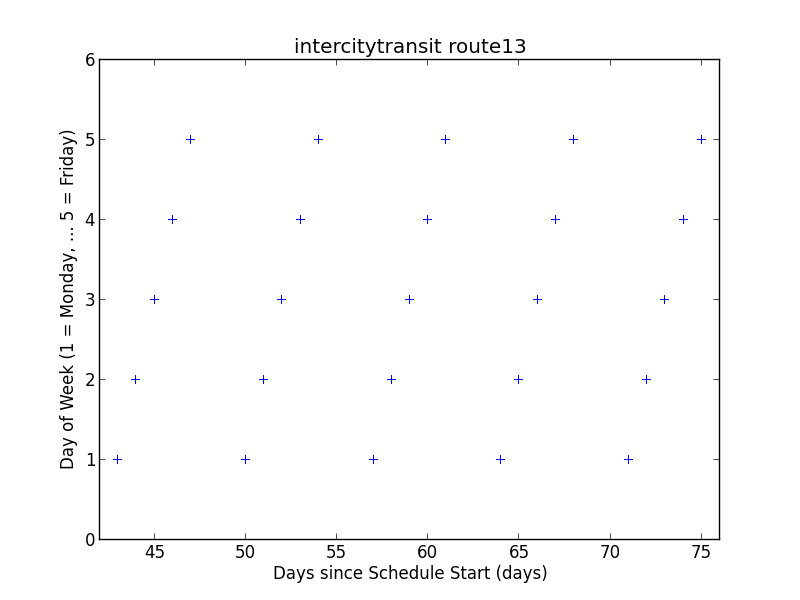 intercitytransit route13
6
5
4
3
2
1
0
Day of Week (1 = Monday, ... 5 = Friday)
45 50 55 60 65 70 75
Days since Schedule Start (days)